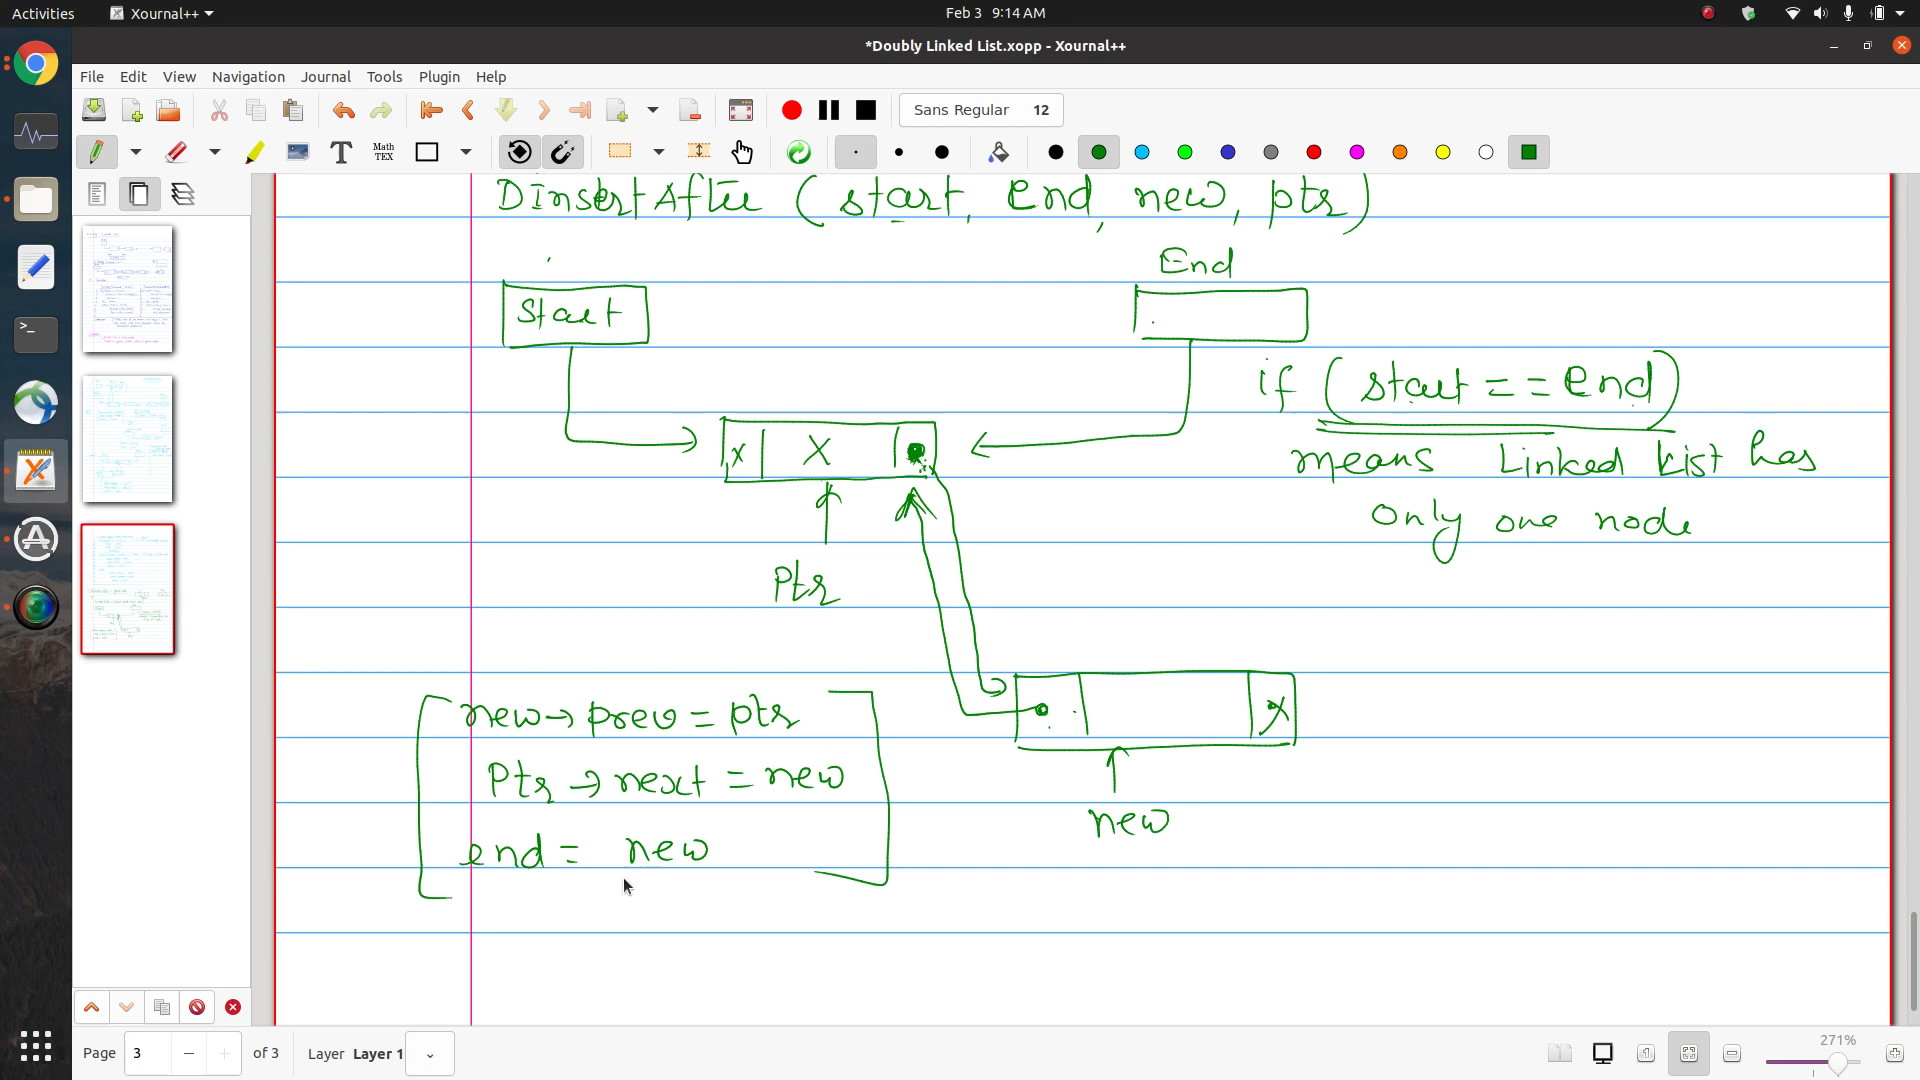 Activities Xournal++ Feb 3 9:14 AM
*Doubly Linked List.xopp - Xournal++
File Edit View Navigation Journal Tools Plugin Help
Sans Regular 12
T Math TEX
DInsertAfter (start, end, new, ptr)
End
Start
if (start == end)
x X
means Linked List has
only one node
Ptr
new→prev = ptr
x
Ptr → next = new
new
end = new
Page 3 of 3 Layer Layer 1 271%